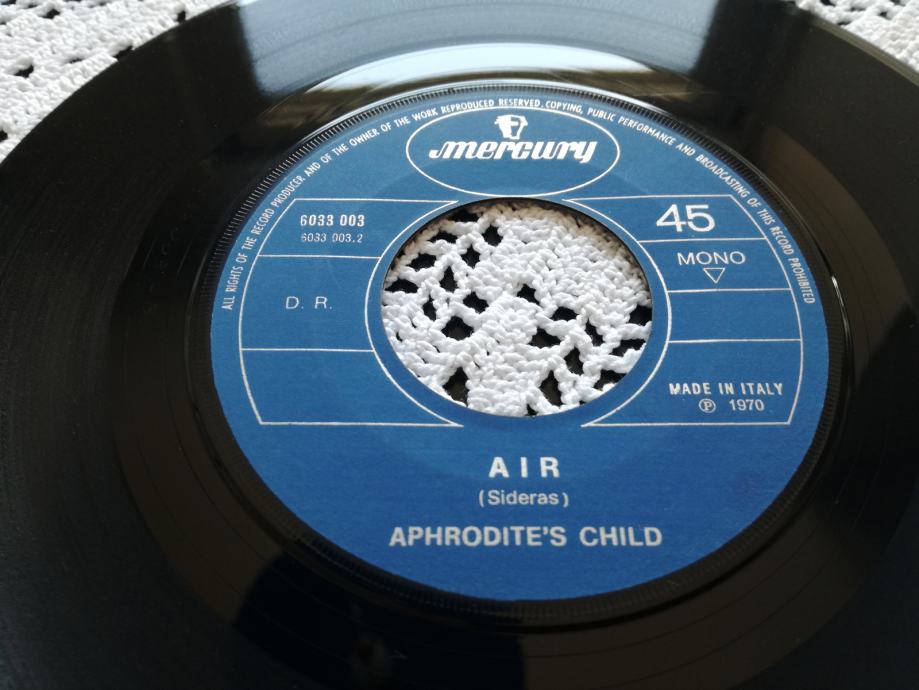 ALL RIGHTS OF THE RECORD PRODUCER AND OF THE OWNER OF THE WORK REPRODUCED RESERVED. COPYING, PUBLIC PERFORMANCE AND BROADCASTING OF THIS RECORD PROHIBITED
mercury
6033 003
6033 003.2
D. R.
45
MONO
MADE IN ITALY
℗ 1970
AIR
(Sideras)
APHRODITE'S CHILD